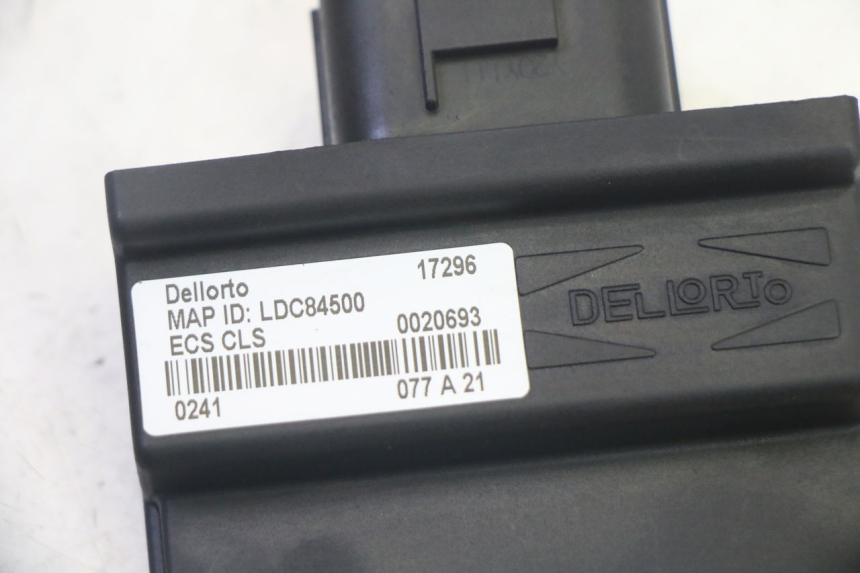 Dellorto 17296
MAP ID: LDC84500
ECS CLS 0020693
0241 077 A 21
DELLORTO